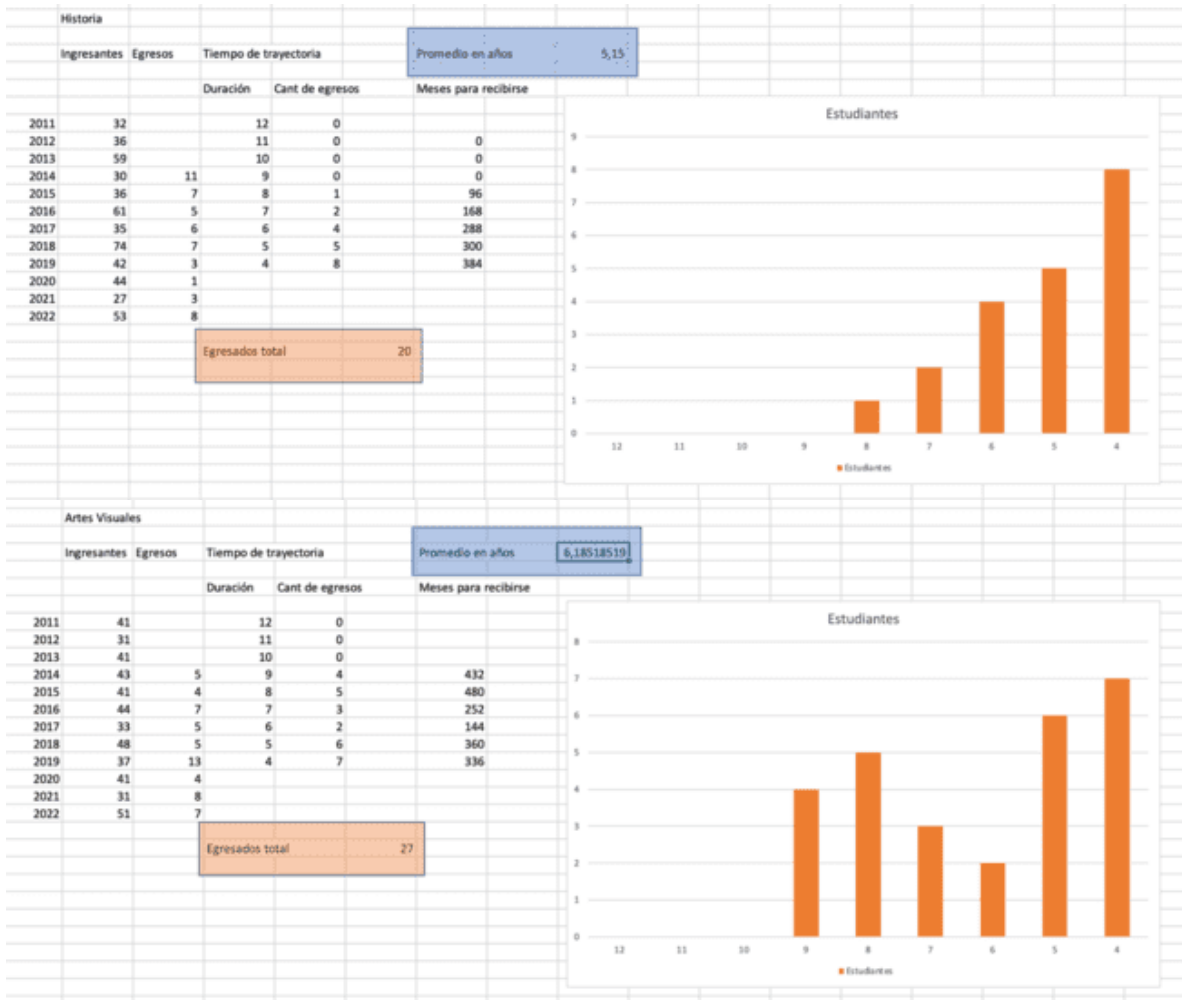 Historia
Ingresantes Egresos Tiempo de trayectoria Promedio en años 5,15
Duración Cant de egresos Meses para recibirse
2011 32 12 0
2012 36 11 0 0
2013 59 10 0 0
2014 30 11 9 0 0
2015 36 7 8 1 96
2016 61 5 7 2 168
2017 35 6 6 4 288
2018 74 7 5 5 300
2019 42 3 4 8 384
2020 44 1
2021 27 3
2022 53 8
Egresados total 20
Estudiantes
9
8
7
6
5
4
3
2
1
0
12 11 10 9 8 7 6 5 4
Estudiantes
Artes Visuales
Ingresantes Egresos Tiempo de trayectoria Promedio en años 6,18518519
Duración Cant de egresos Meses para recibirse
2011 41 12 0
2012 31 11 0
2013 41 10 0
2014 43 5 9 4 432
2015 41 4 8 5 480
2016 44 7 7 3 252
2017 33 5 6 2 144
2018 48 5 5 6 360
2019 37 13 4 7 336
2020 41 4
2021 31 8
2022 51 7
Egresados total 27
Estudiantes
8
7
6
5
4
3
2
1
0
12 11 10 9 8 7 6 5 4
Estudiantes